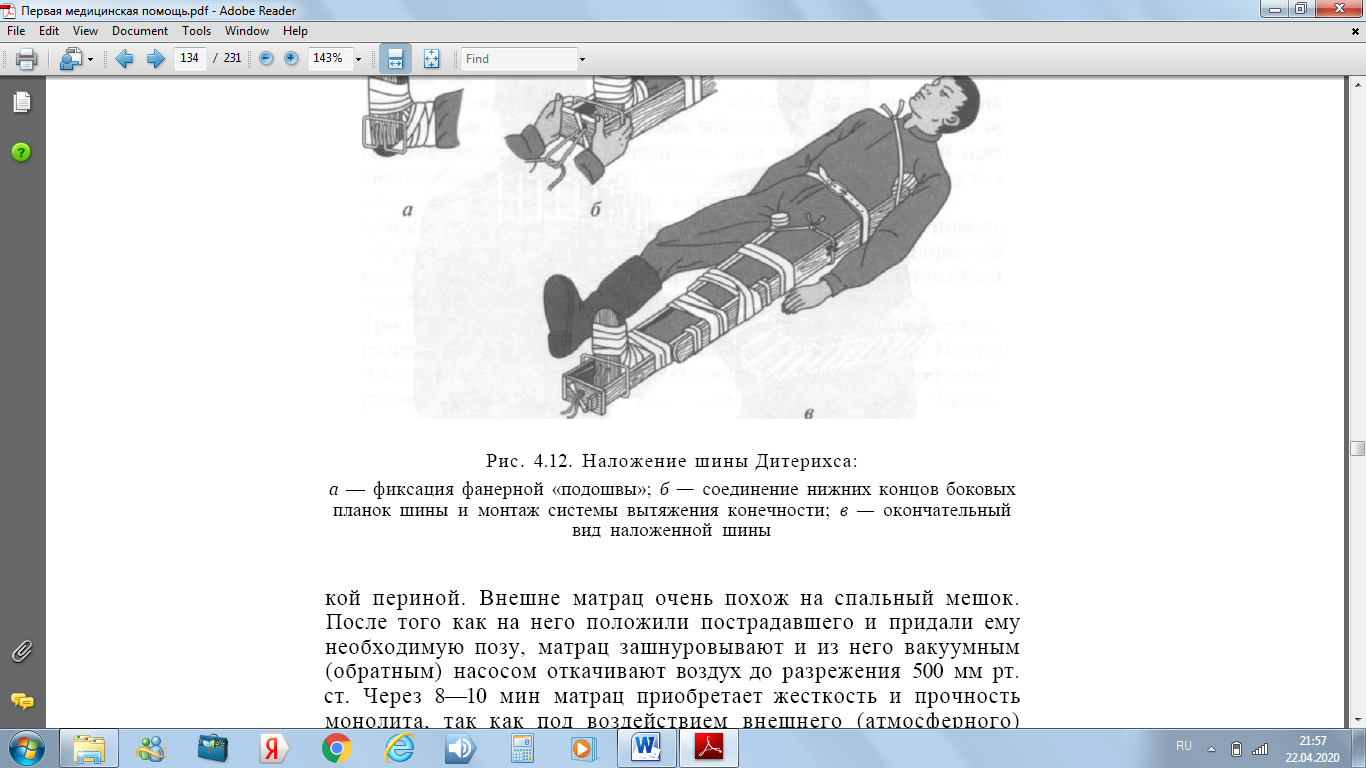 Первая медицинская помощь.pdf - Adobe Reader
File Edit View Document Tools Window Help
134 / 231 143% Find
а б
в
Рис. 4.12. Наложение шины Дитерихса:
а — фиксация фанерной «подошвы»; б — соединение нижних концов боковых
планок шины и монтаж системы вытяжения конечности; в — окончательный
вид наложенной шины
кой периной. Внешне матрац очень похож на спальный мешок.
После того как на него положили пострадавшего и придали ему
необходимую позу, матрац зашнуровывают и из него вакуумным
(обратным) насосом откачивают воздух до разрежения 500 мм рт.
ст. Через 8—10 мин матрац приобретает жесткость и прочность
монолита, так как под воздействием внешнего (атмосферного)
RU 21:57
22.04.2020